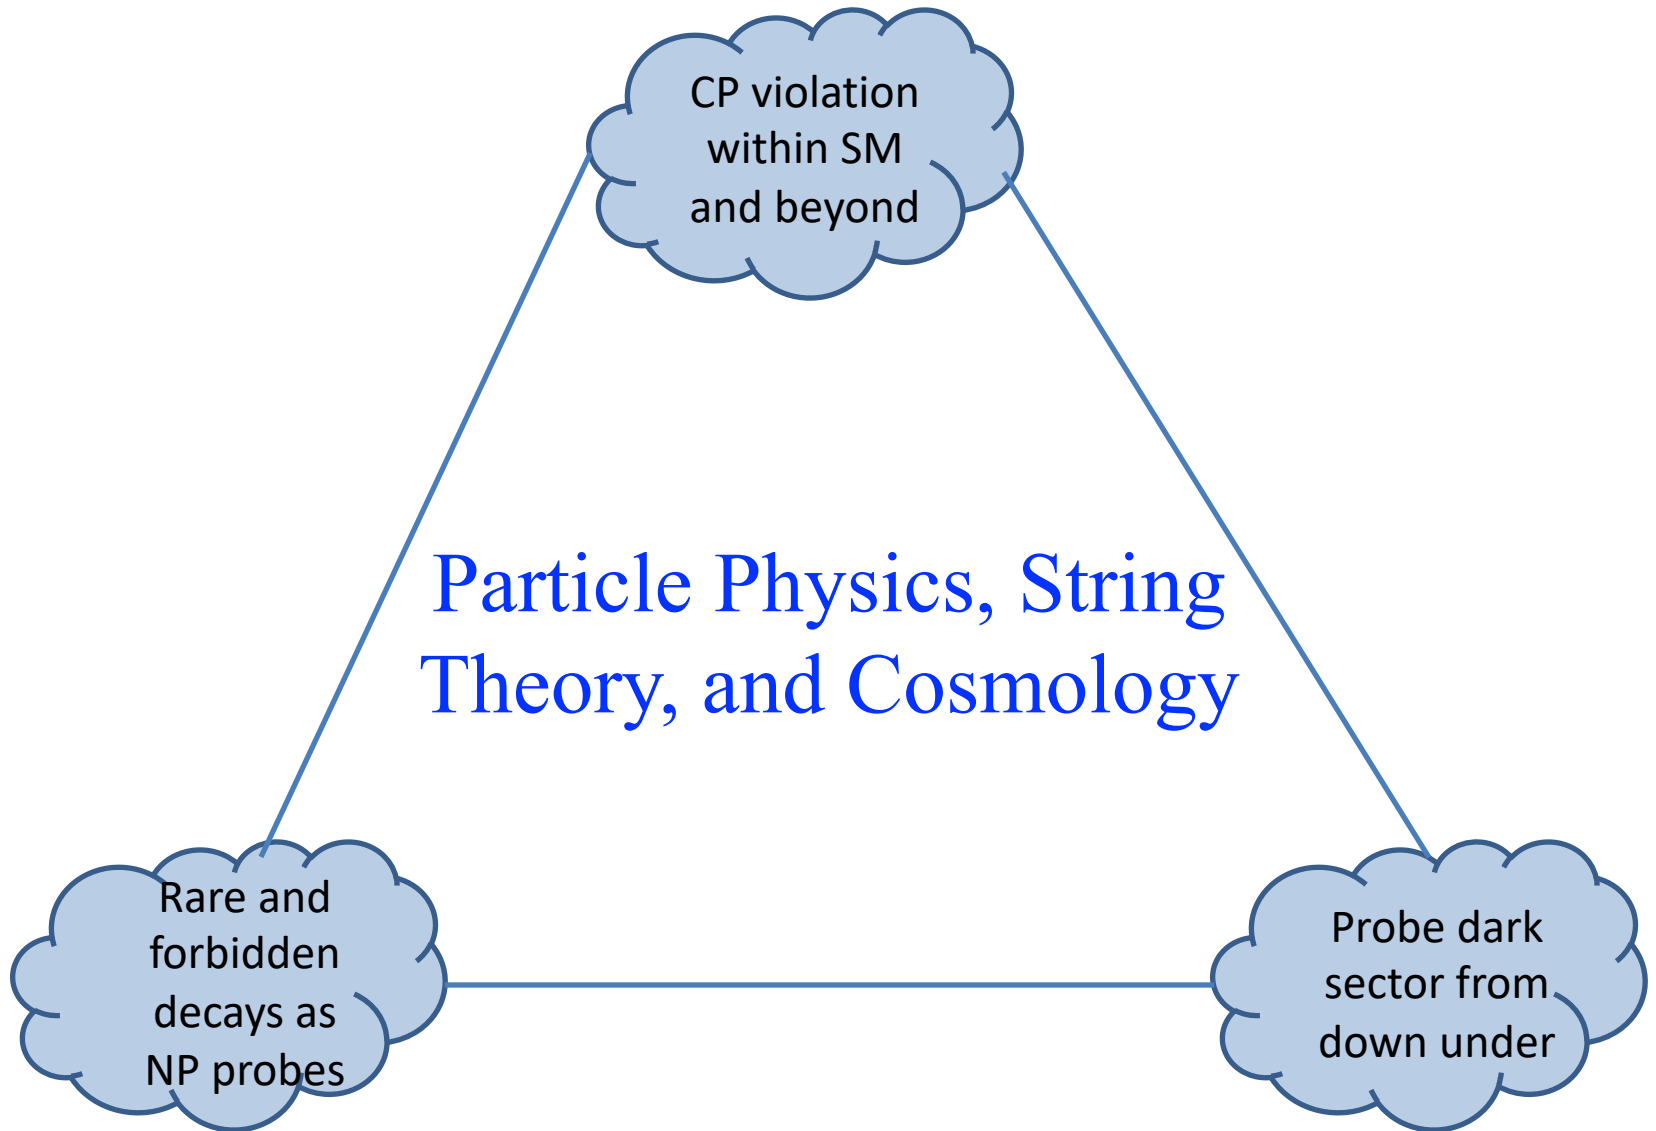 CP violation
within SM
and beyond
Particle Physics, String
Theory, and Cosmology
Rare and
forbidden
decays as
NP probes
Probe dark
sector from
down under